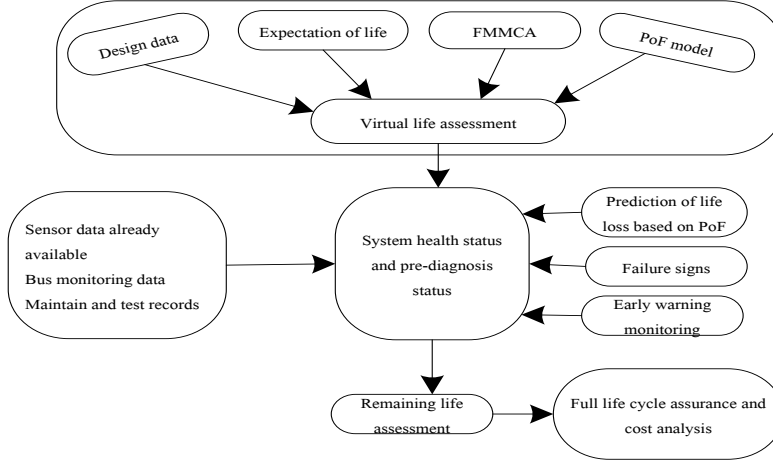 Design data
Expectation of life
FMMCA
PoF model
Virtual life assessment
Sensor data already
available
Bus monitoring data
Maintain and test records
System health status
and pre-diagnosis
status
Prediction of life
loss based on PoF
Failure signs
Early warning
monitoring
Remaining life
assessment
Full life cycle assurance and
cost analysis